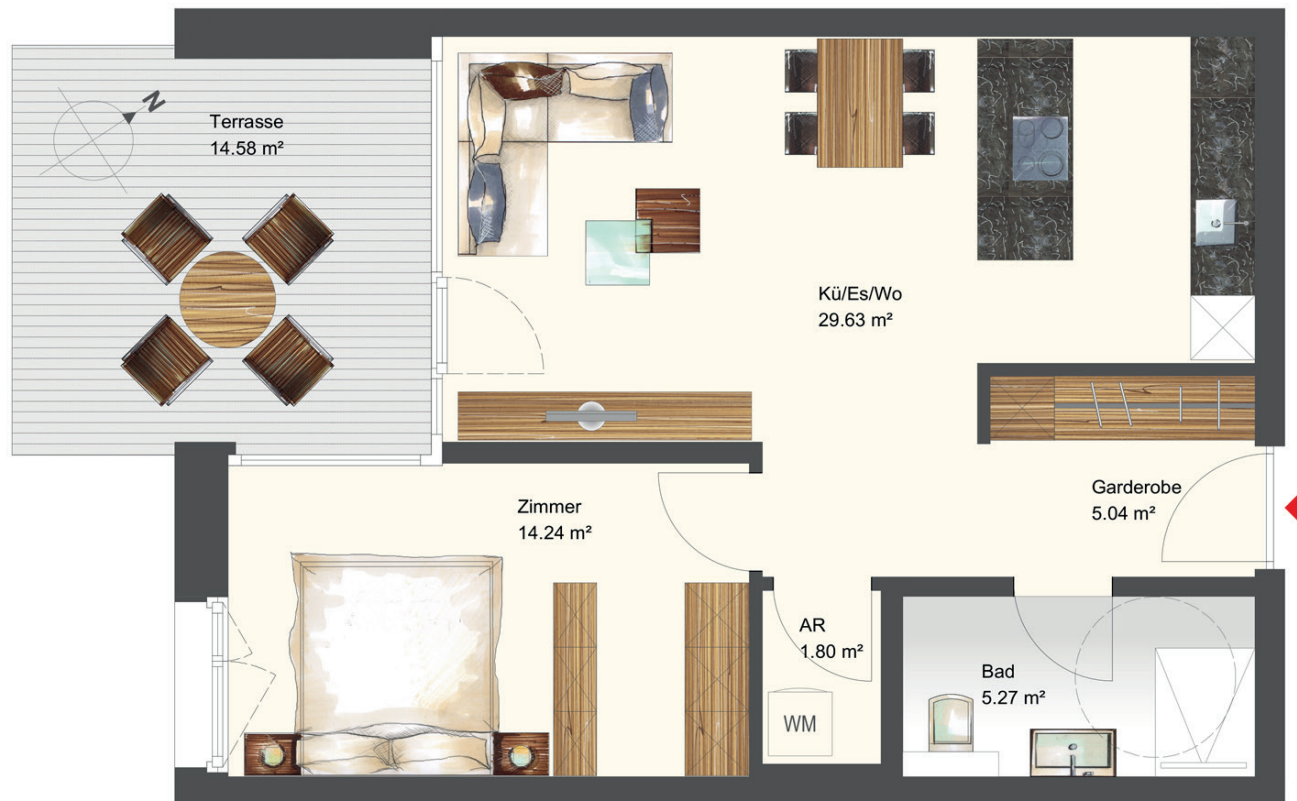 N
Terrasse
14.58 m²
Kü/Es/Wo
29.63 m²
Garderobe
5.04 m²
Zimmer
14.24 m²
AR
1.80 m²
Bad
5.27 m²
WM